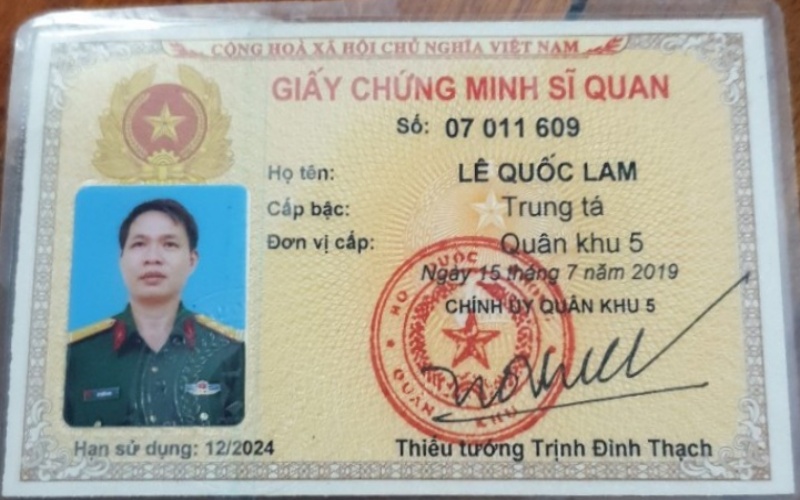 CỘNG HOÀ XÃ HỘI CHỦ NGHĨA VIỆT NAM
GIẤY CHỨNG MINH SĨ QUAN
Số: 07 011 609
Họ tên: LÊ QUỐC LAM
Cấp bậc: Trung tá
Đơn vị cấp: Quân khu 5
Ngày 15 tháng 7 năm 2019
CHÍNH ỦY QUÂN KHU 5
QUỐC
QUÂN KHU
Hạn sử dụng: 12/2024
Thiếu tướng Trịnh Đình Thạch